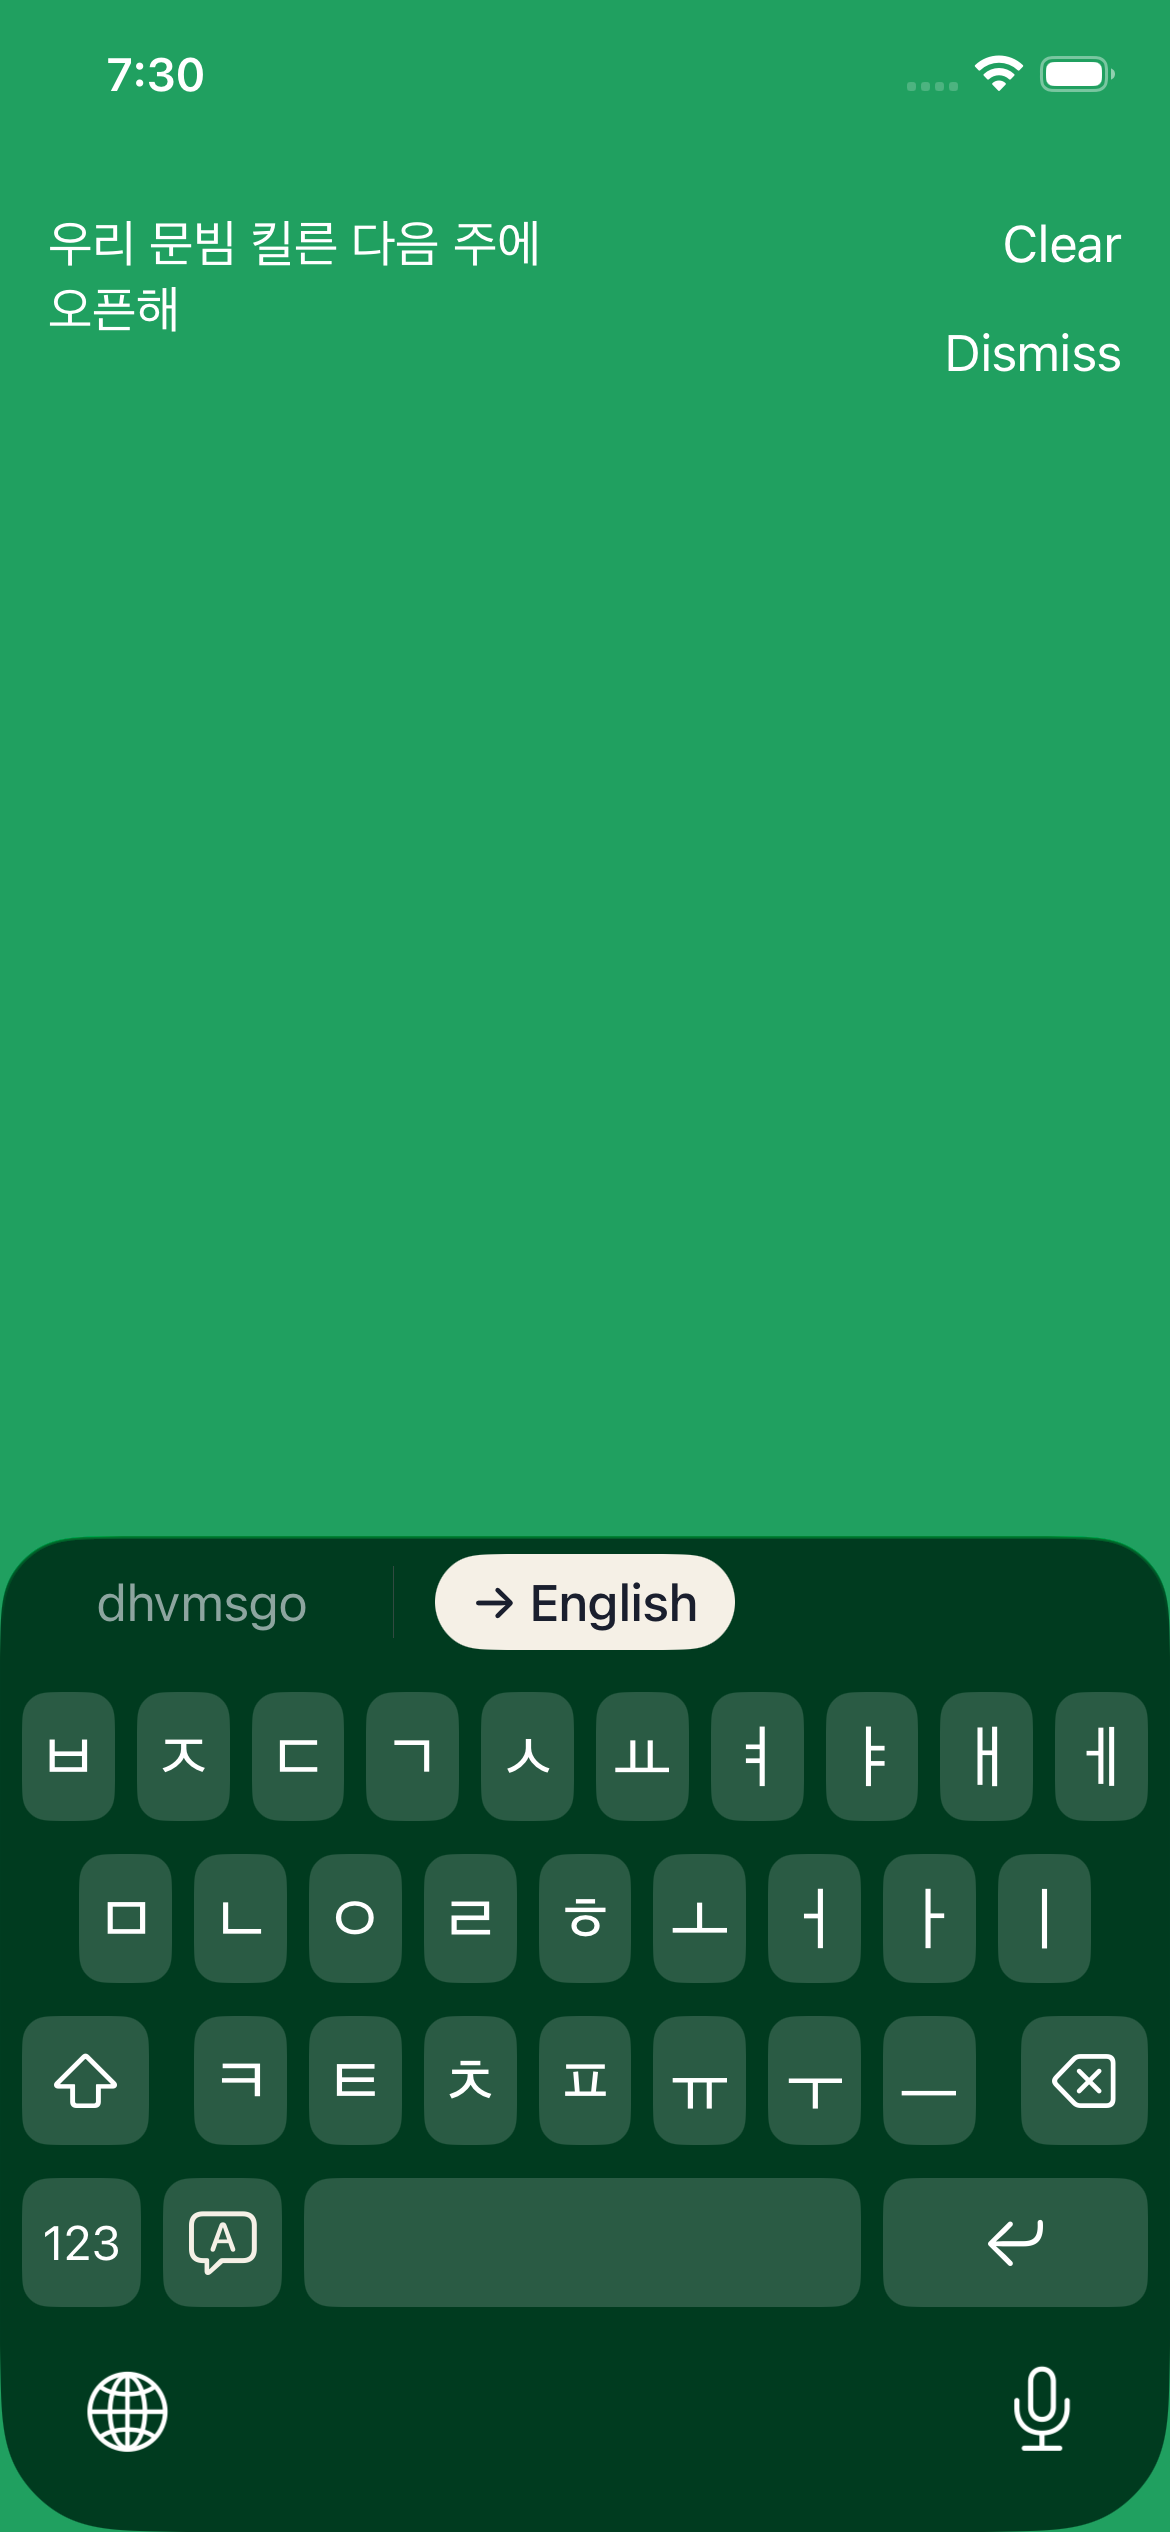 7:30
우리 문빔 킬른 다음 주에
오픈해
Clear
Dismiss
dhvmsgo
→ English
ㅂ ㅈ ㄷ ㄱ ㅅ ㅛ ㅕ ㅑ ㅐ ㅔ
ㅁ ㄴ ㅇ ㄹ ㅎ ㅗ ㅓ ㅏ ㅣ
ㅋ ㅌ ㅊ ㅍ ㅠ ㅜ ㅡ
123 A